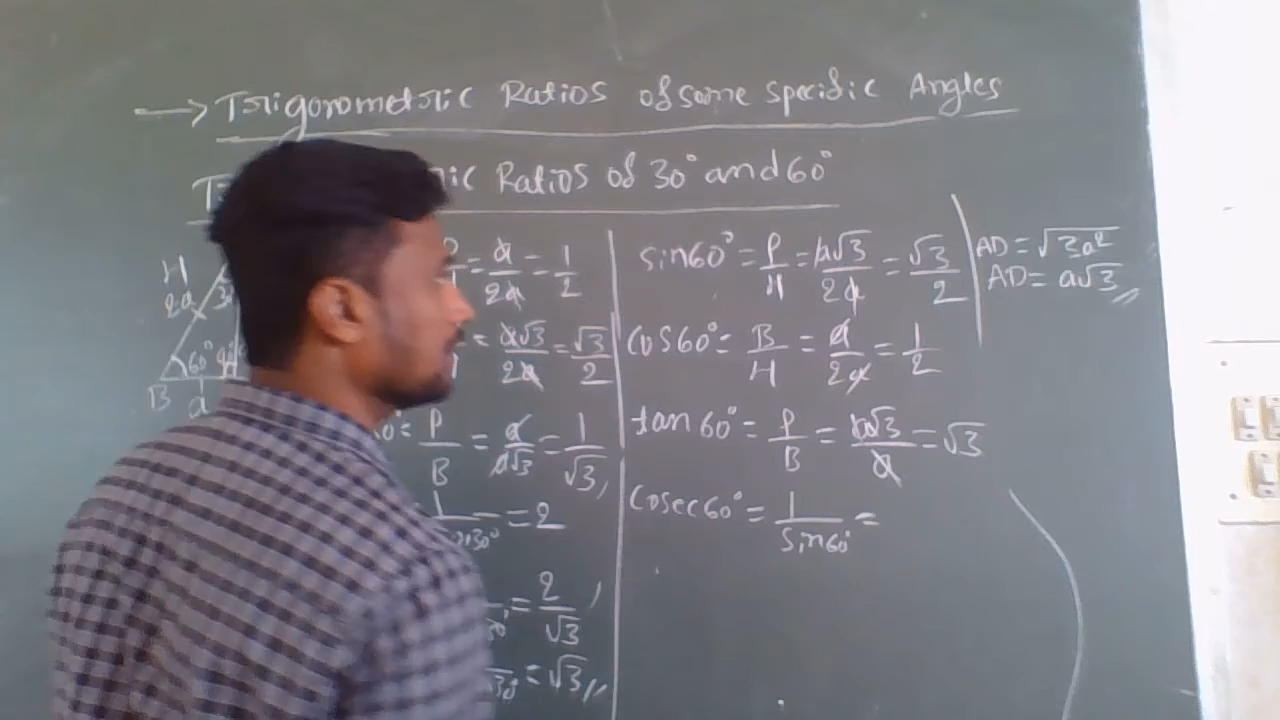 → Trigonometric Ratios of some specific Angles
Ratios of 30° and 60°
H
2a
60°
B
a
= a/2a = 1/2
= a√3/2a = √3/2
= P/B = a/a√3 = 1/√3
1/ = 2
= 2/√3
= √3
sin60° = P/H = a√3/2a = √3/2
cos60° = B/H = a/2a = 1/2
tan60° = P/B = a√3/a = √3
cosec60° = 1/sin60° =
AD = √3a²
AD = a√3